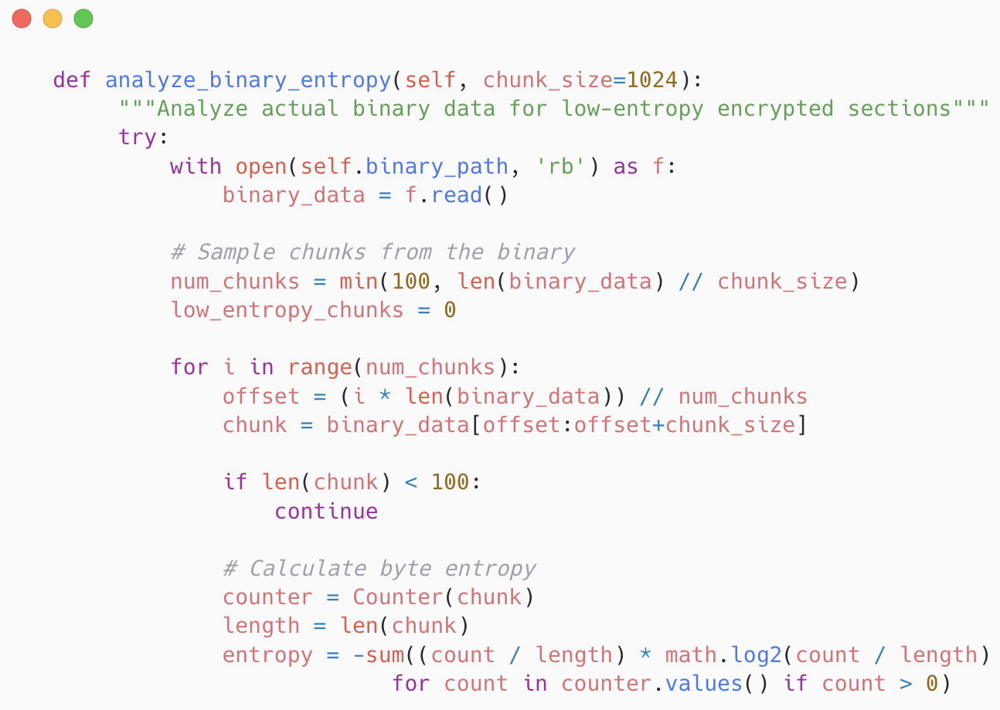 def analyze_binary_entropy(self, chunk_size=1024):
"""Analyze actual binary data for low-entropy encrypted sections"""
try:
with open(self.binary_path, 'rb') as f:
binary_data = f.read()
# Sample chunks from the binary
num_chunks = min(100, len(binary_data) // chunk_size)
low_entropy_chunks = 0
for i in range(num_chunks):
offset = (i * len(binary_data)) // num_chunks
chunk = binary_data[offset:offset+chunk_size]
if len(chunk) < 100:
continue
# Calculate byte entropy
counter = Counter(chunk)
length = len(chunk)
entropy = -sum((count / length) * math.log2(count / length)
for count in counter.values() if count > 0)